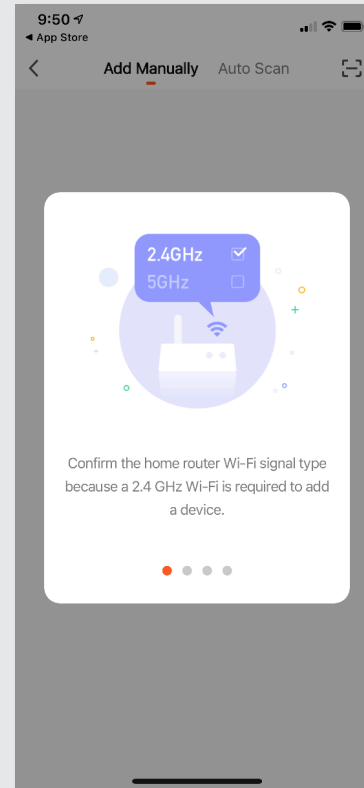 9:50
◀ App Store
Add Manually Auto Scan
2.4GHz
5GHz
Confirm the home router Wi-Fi signal type
because a 2.4 GHz Wi-Fi is required to add
a device.